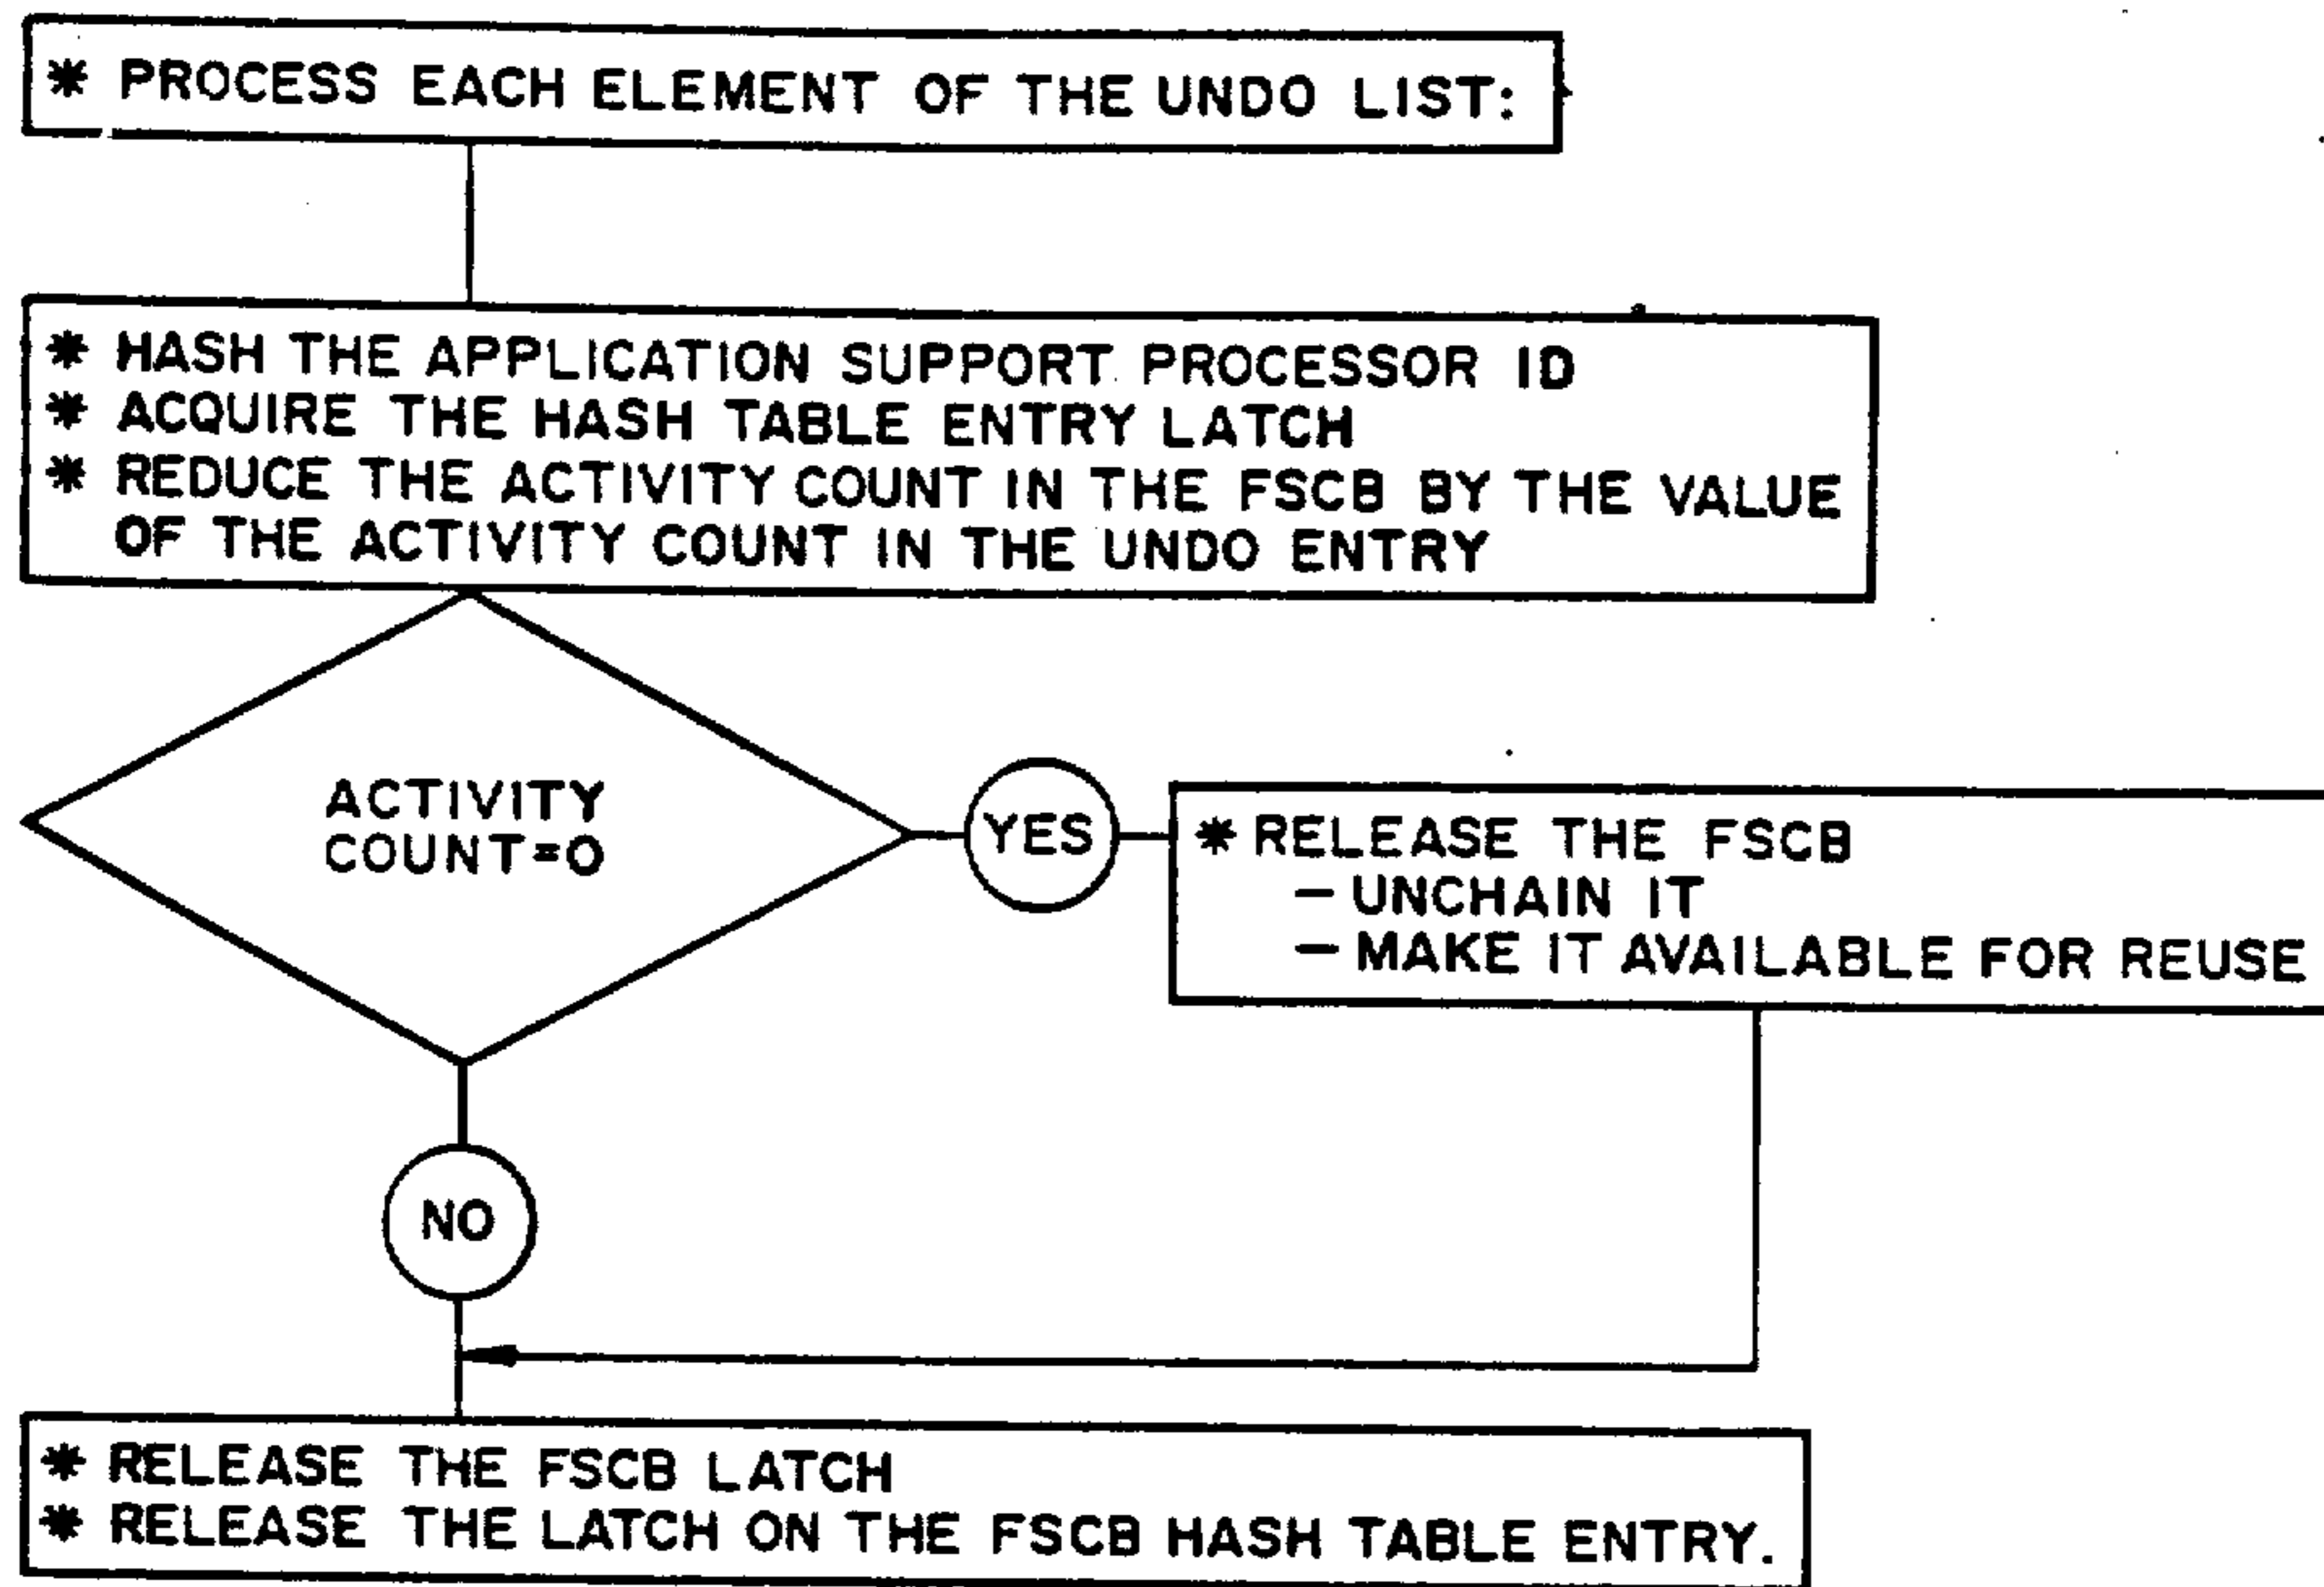 * PROCESS EACH ELEMENT OF THE UNDO LIST:
* HASH THE APPLICATION SUPPORT PROCESSOR ID
* ACQUIRE THE HASH TABLE ENTRY LATCH
* REDUCE THE ACTIVITY COUNT IN THE FSCB BY THE VALUE
OF THE ACTIVITY COUNT IN THE UNDO ENTRY
ACTIVITY
COUNT=0
YES
* RELEASE THE FSCB
– UNCHAIN IT
– MAKE IT AVAILABLE FOR REUSE
NO
* RELEASE THE FSCB LATCH
* RELEASE THE LATCH ON THE FSCB HASH TABLE ENTRY.